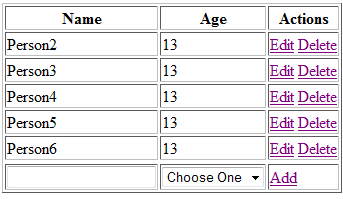 Name Age Actions
Person2 13 Edit Delete
Person3 13 Edit Delete
Person4 13 Edit Delete
Person5 13 Edit Delete
Person6 13 Edit Delete
Choose One Add